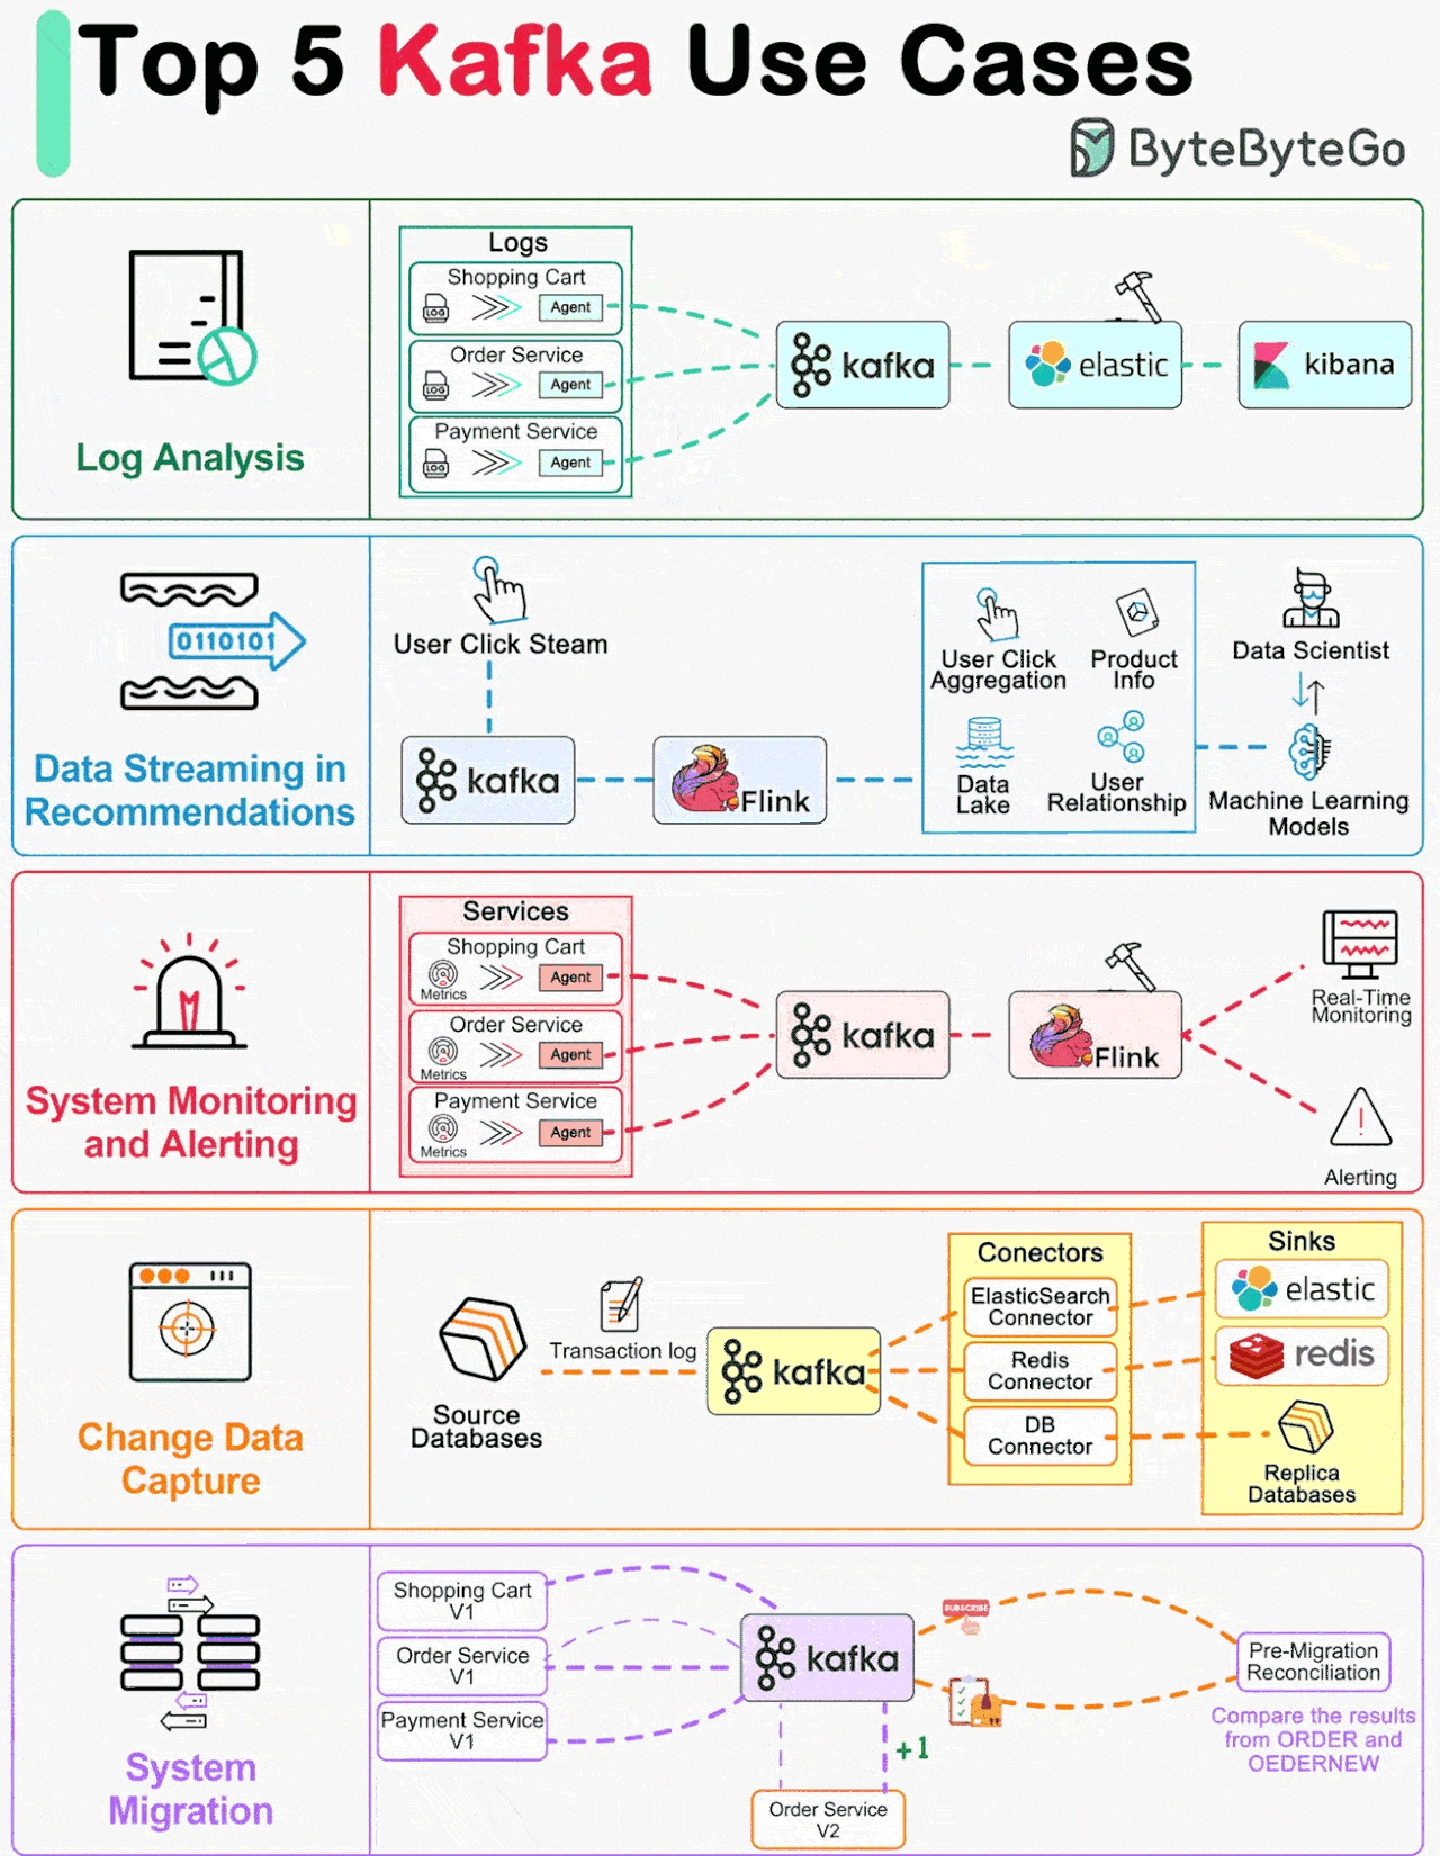 Top 5 Kafka Use Cases
ByteByteGo
Log Analysis
Logs
Shopping Cart
LOG
Agent
Order Service
LOG
Agent
Payment Service
LOG
Agent
kafka
elastic
kibana
Data Streaming in
Recommendations
0110101
User Click Steam
kafka
Flink
User Click
Aggregation
Product
Info
Data
Lake
User
Relationship
Data Scientist
Machine Learning
Models
System Monitoring
and Alerting
Services
Shopping Cart
Metrics
Agent
Order Service
Metrics
Agent
Payment Service
Metrics
Agent
kafka
Flink
Real-Time
Monitoring
Alerting
Change Data
Capture
Source
Databases
Transaction log
kafka
Conectors
ElasticSearch
Connector
Redis
Connector
DB
Connector
Sinks
elastic
redis
Replica
Databases
System
Migration
Shopping Cart
V1
Order Service
V1
Payment Service
V1
kafka
SUBSCRIBE
+1
Order Service
V2
Pre-Migration
Reconciliation
Compare the results
from ORDER and
OEDERNEW